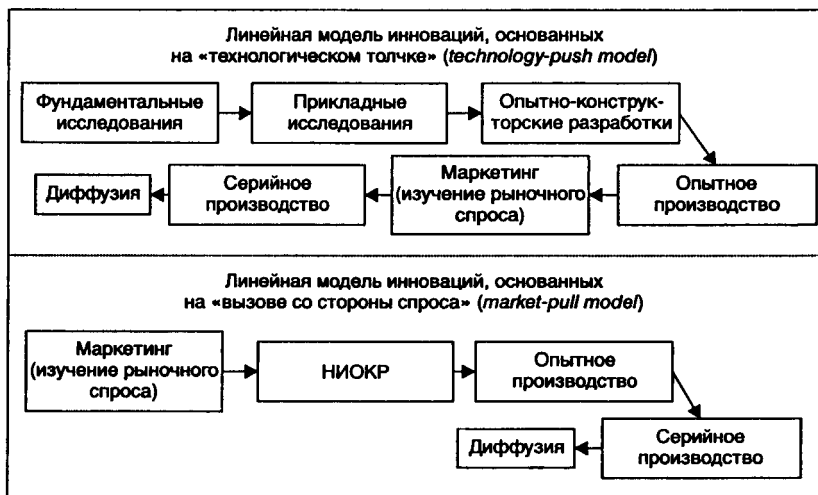 Линейная модель инноваций, основанных
на «технологическом толчке» (technology-push model)
Фундаментальные
исследования
Прикладные
исследования
Опытно-конструк-
торские разработки
Опытное
производство
Маркетинг
(изучение рыночного
спроса)
Серийное
производство
Диффузия
Линейная модель инноваций, основанных
на «вызове со стороны спроса» (market-pull model)
Маркетинг
(изучение рыночного
спроса)
НИОКР
Опытное
производство
Серийное
производство
Диффузия